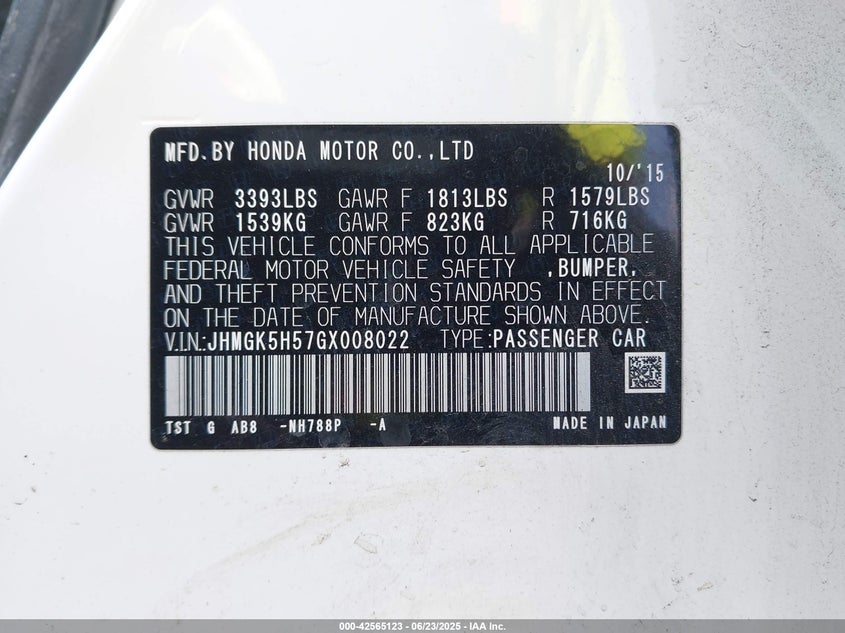 MFD.BY HONDA MOTOR CO.,LTD
10/'15
GVWR 3393LBS GAWR F 1813LBS R 1579LBS
GVWR 1539KG GAWR F 823KG R 716KG
THIS VEHICLE CONFORMS TO ALL APPLICABLE
FEDERAL MOTOR VEHICLE SAFETY ,BUMPER,
AND THEFT PREVENTION STANDARDS IN EFFECT
ON THE DATE OF MANUFACTURE SHOWN ABOVE.
V.I.N:JHMGK5H57GX008022 TYPE:PASSENGER CAR
TST G AB8 -NH788P -A MADE IN JAPAN
000-42565123 - 06/23/2025 - IAA Inc.